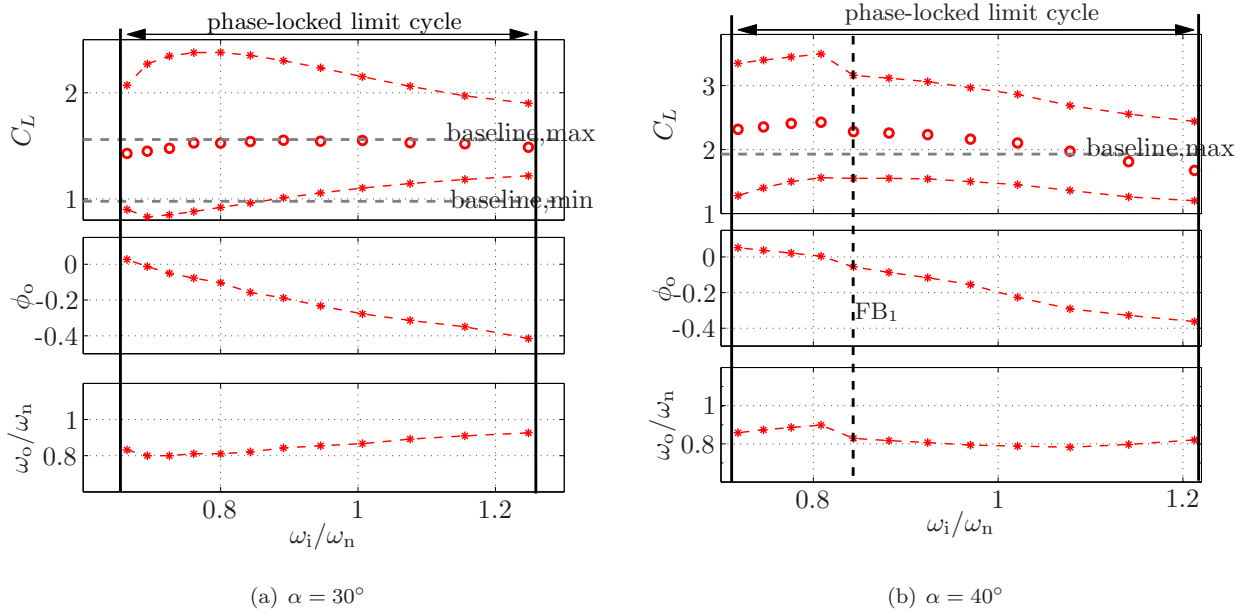 phase-locked limit cycle
2
1
C_L
baseline,max
baseline,min
0
-0.2
-0.4
ϕ_o
1
0.8
ω_o/ω_n
0.8 1 1.2
ω_i/ω_n
(a) α = 30°
phase-locked limit cycle
3
2
1
C_L
baseline,max
0
-0.2
-0.4
ϕ_o
FB_1
1
0.8
ω_o/ω_n
0.8 1 1.2
ω_i/ω_n
(b) α = 40°